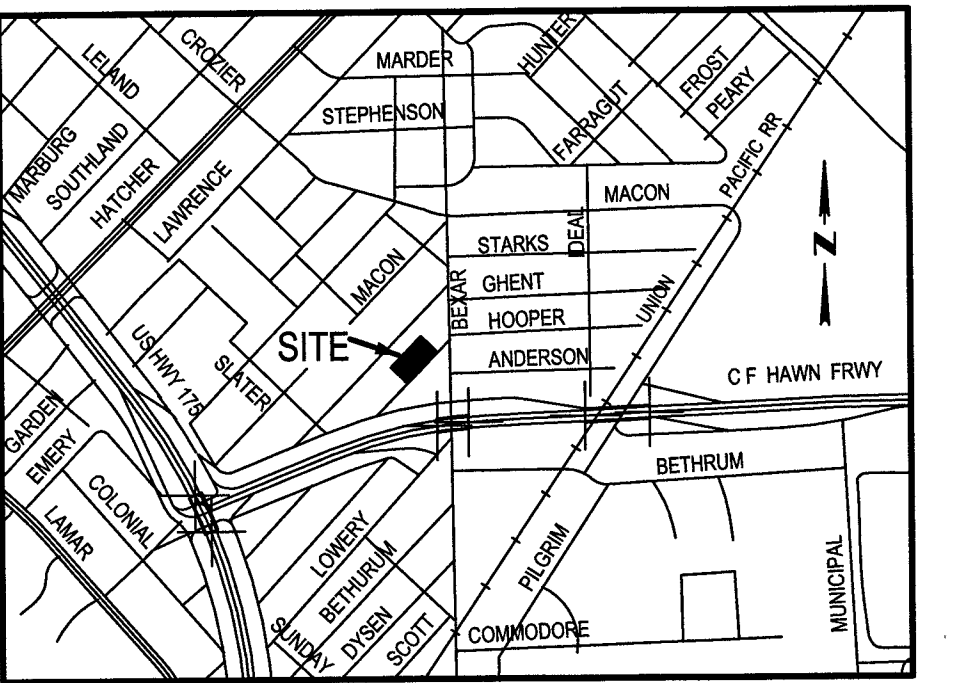 HUNTER
CROZIER
LELAND
MARDER
FROST
PEARY
STEPHENSON
FARRAGUT
MARBURG
SOUTHLAND
HATCHER
LAWRENCE
PACIFIC RR
MACON
IDEAL
STARKS
MACON
GHENT
BEXAR
UNION
HOOPER
N
SITE
ANDERSON
US HWY 175
SLATER
C F HAWN FRWY
GARDEN
EMERY
BETHRUM
COLONIAL
LAMAR
LOWERY
BETHURUM
PILGRIM
MUNICIPAL
SUNDAY
DYSEN
SCOTT
COMMODORE